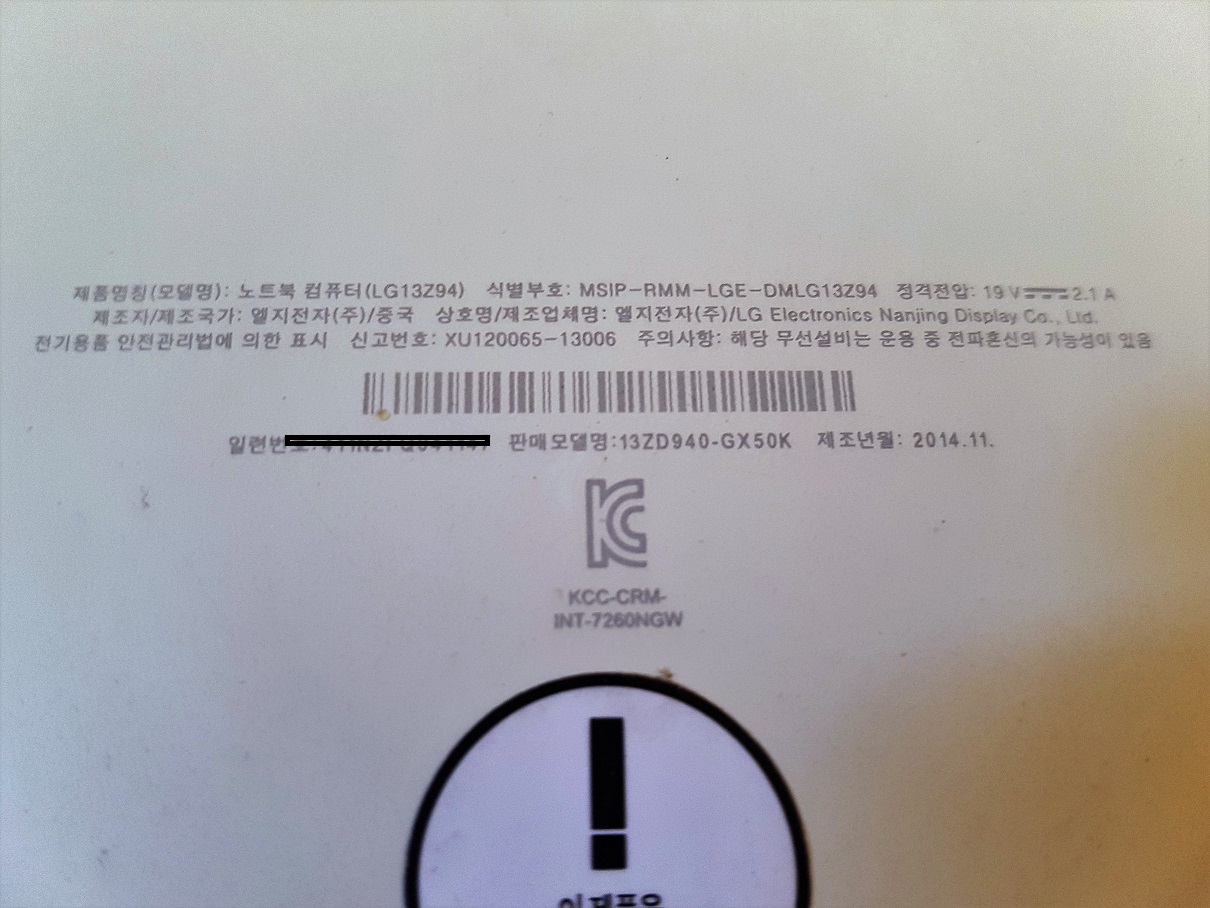 제품명칭(모델명): 노트북 컴퓨터(LG13Z94) 식별부호: MSIP-RMM-LGE-DMLG13Z94 정격전압: 19 V 2.1 A
제조자/제조국가: 엘지전자(주)/중국 상호명/제조업체명: 엘지전자(주)/LG Electronics Nanjing Display Co., Ltd.
전기용품 안전관리법에 의한 표시 신고번호: XU120065-13006 주의사항: 해당 무선설비는 운용 중 전파혼신의 가능성이 있음
판매모델명:13ZD940-GX50K 제조년월: 2014.11.
KC
KCC-CRM-
INT-7260NGW
!